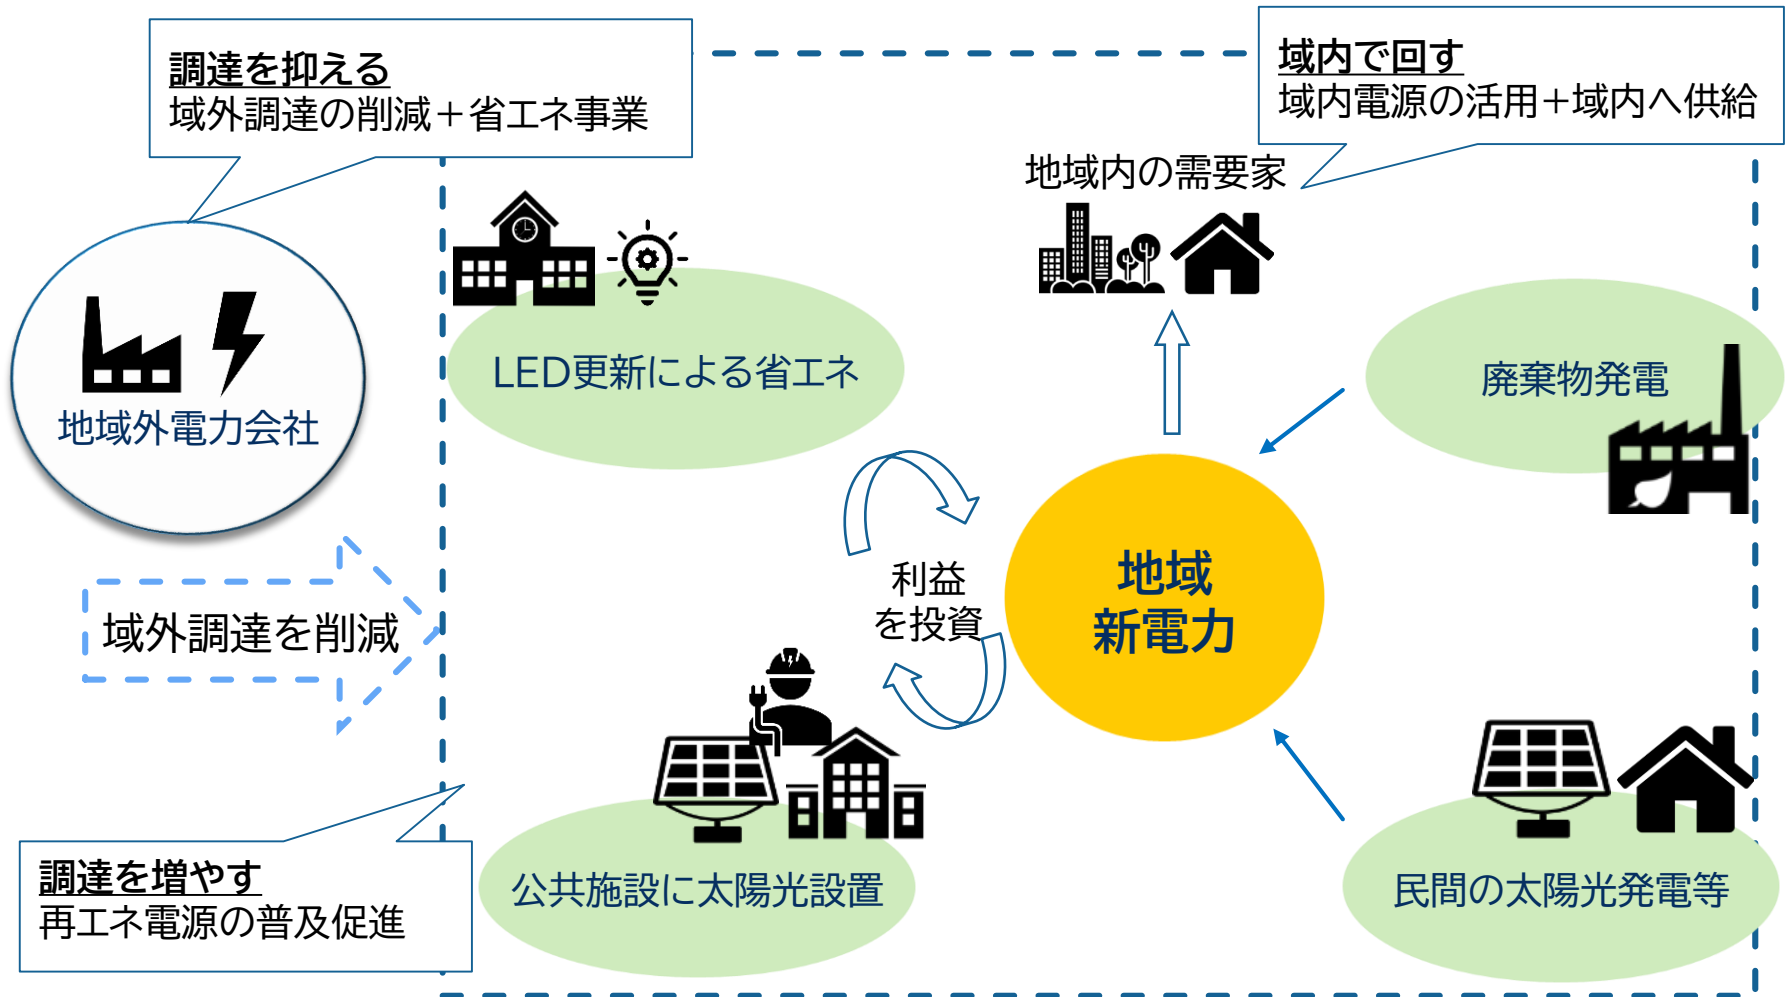 調達を抑える
域外調達の削減＋省エネ事業
域内で回す
域内電源の活用＋域内へ供給
地域内の需要家
地域外電力会社
LED更新による省エネ
廃棄物発電
利益
を投資
地域
新電力
域外調達を削減
調達を増やす
再エネ電源の普及促進
公共施設に太陽光設置
民間の太陽光発電等